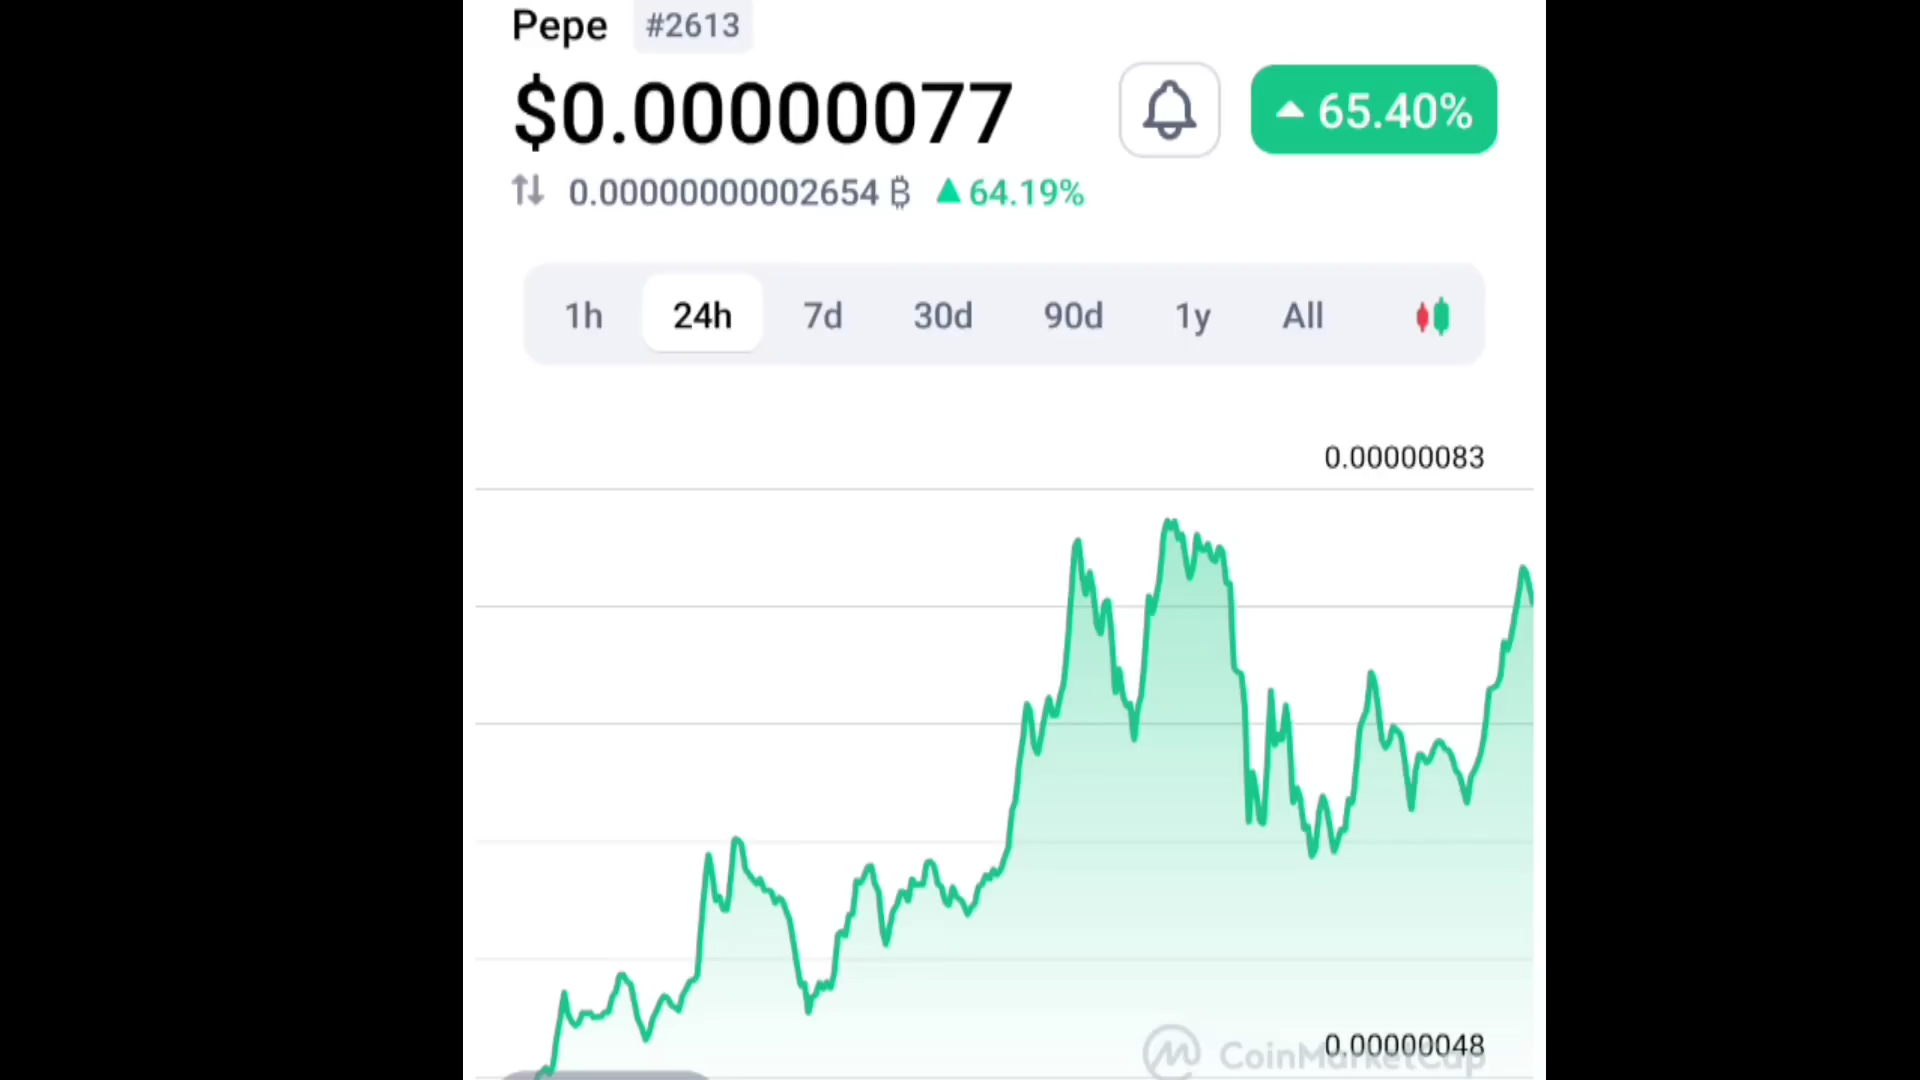 Pepe #2613
$0.00000077 65.40%
0.00000000002654 ₿ 64.19%
1h 24h 7d 30d 90d 1y All
0.00000083
0.00000048
CoinMarketCap